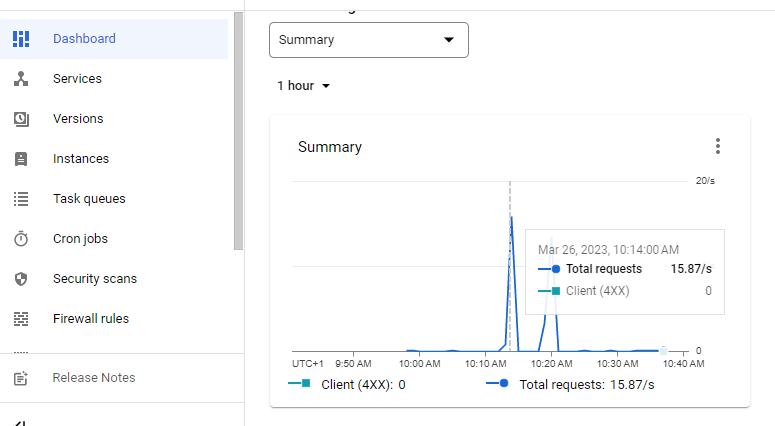 Dashboard
Services
Versions
Instances
Task queues
Cron jobs
Security scans
Firewall rules
Release Notes
Summary
1 hour
Summary
20/s
Mar 26, 2023, 10:14:00 AM
Total requests 15.87/s
Client (4XX) 0
0
UTC+1 9:50 AM 10:00 AM 10:10 AM 10:20 AM 10:30 AM 10:40 AM
Client (4XX): 0 Total requests: 15.87/s